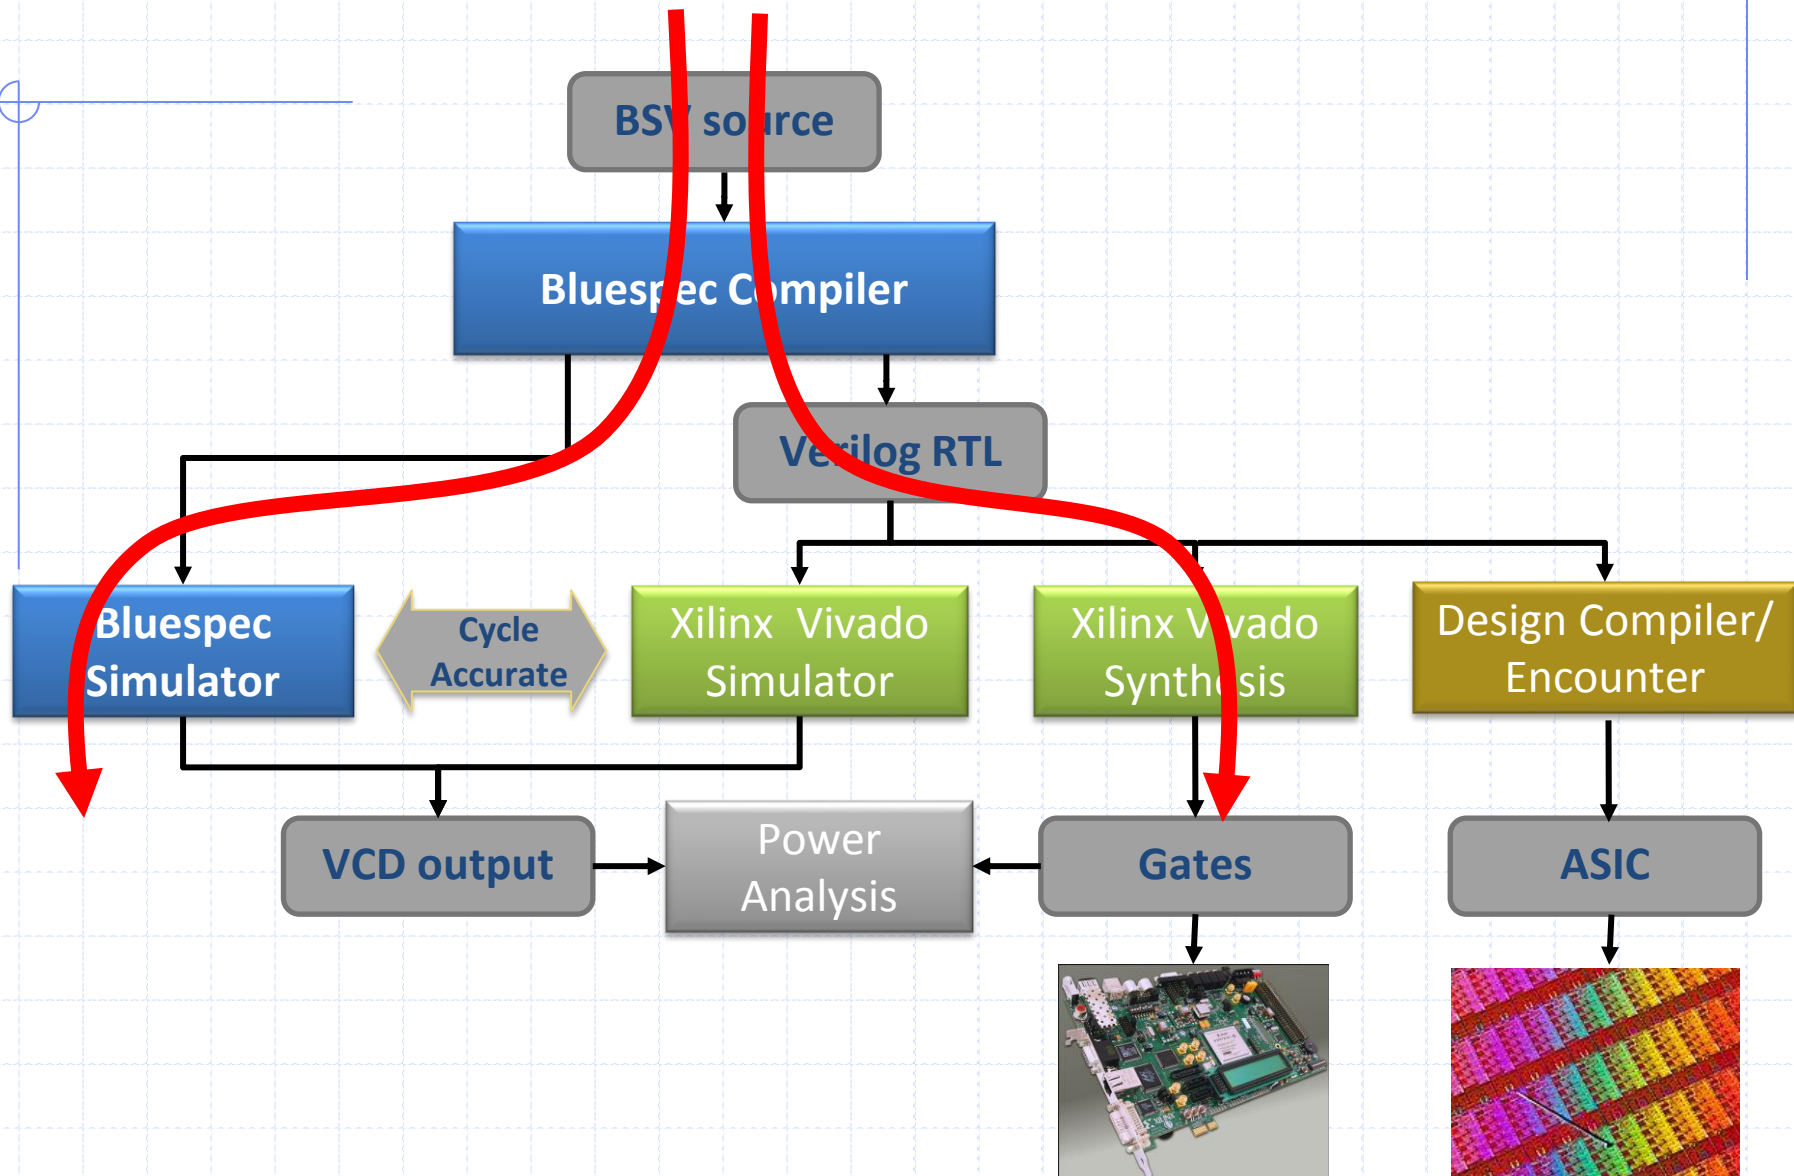 BSV source
Bluespec Compiler
Verilog RTL
Bluespec
Simulator
Cycle
Accurate
Xilinx Vivado
Simulator
Xilinx Vivado
Synthesis
Design Compiler/
Encounter
VCD output
Power
Analysis
Gates
ASIC